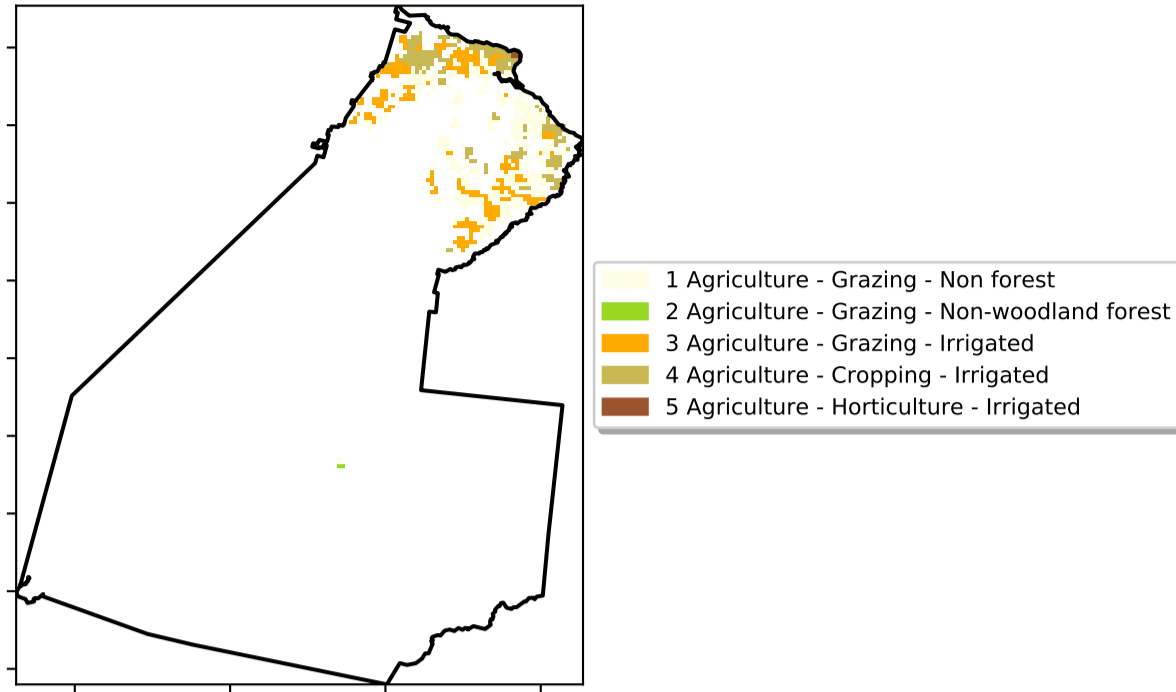 1 Agriculture - Grazing - Non forest
2 Agriculture - Grazing - Non-woodland forest
3 Agriculture - Grazing - Irrigated
4 Agriculture - Cropping - Irrigated
5 Agriculture - Horticulture - Irrigated